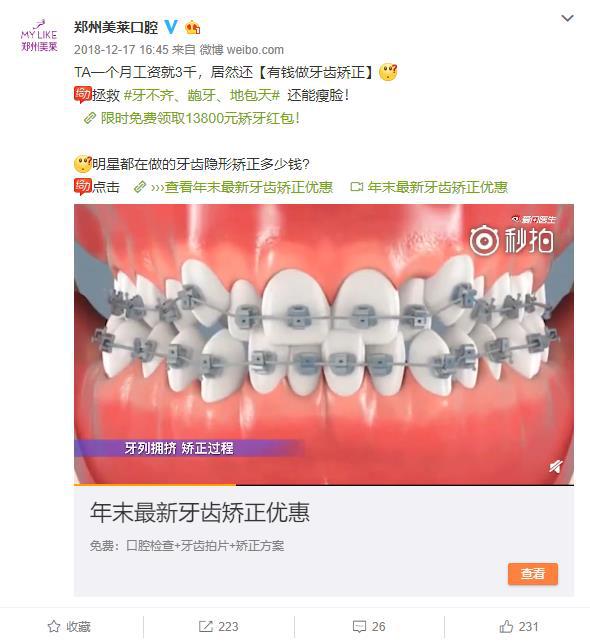 郑州美莱口腔
MY LIKE
郑州美莱
2018-12-17 16:45 来自 微博 weibo.com
TA一个月工资就3千，居然还【有钱做牙齿矫正】
拯救 #牙不齐、龅牙、地包天# 还能瘦脸！
限时免费领取13800元矫牙红包！
明星都在做的牙齿隐形矫正多少钱?
点击 ›››查看年末最新牙齿矫正优惠 年末最新牙齿矫正优惠
爱问医生
秒拍
牙列拥挤 矫正过程
年末最新牙齿矫正优惠
免费：口腔检查+牙齿拍片+矫正方案
查看
收藏 223 26 231